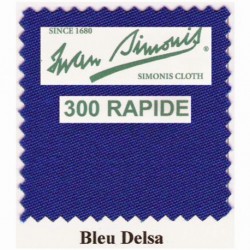 SINCE 1680
Iwan Simonis®
SIMONIS CLOTH
300 RAPIDE
Bleu Delsa